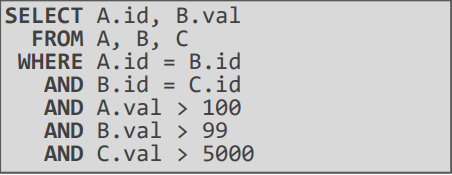 SELECT A.id, B.val
FROM A, B, C
WHERE A.id = B.id
AND B.id = C.id
AND A.val > 100
AND B.val > 99
AND C.val > 5000